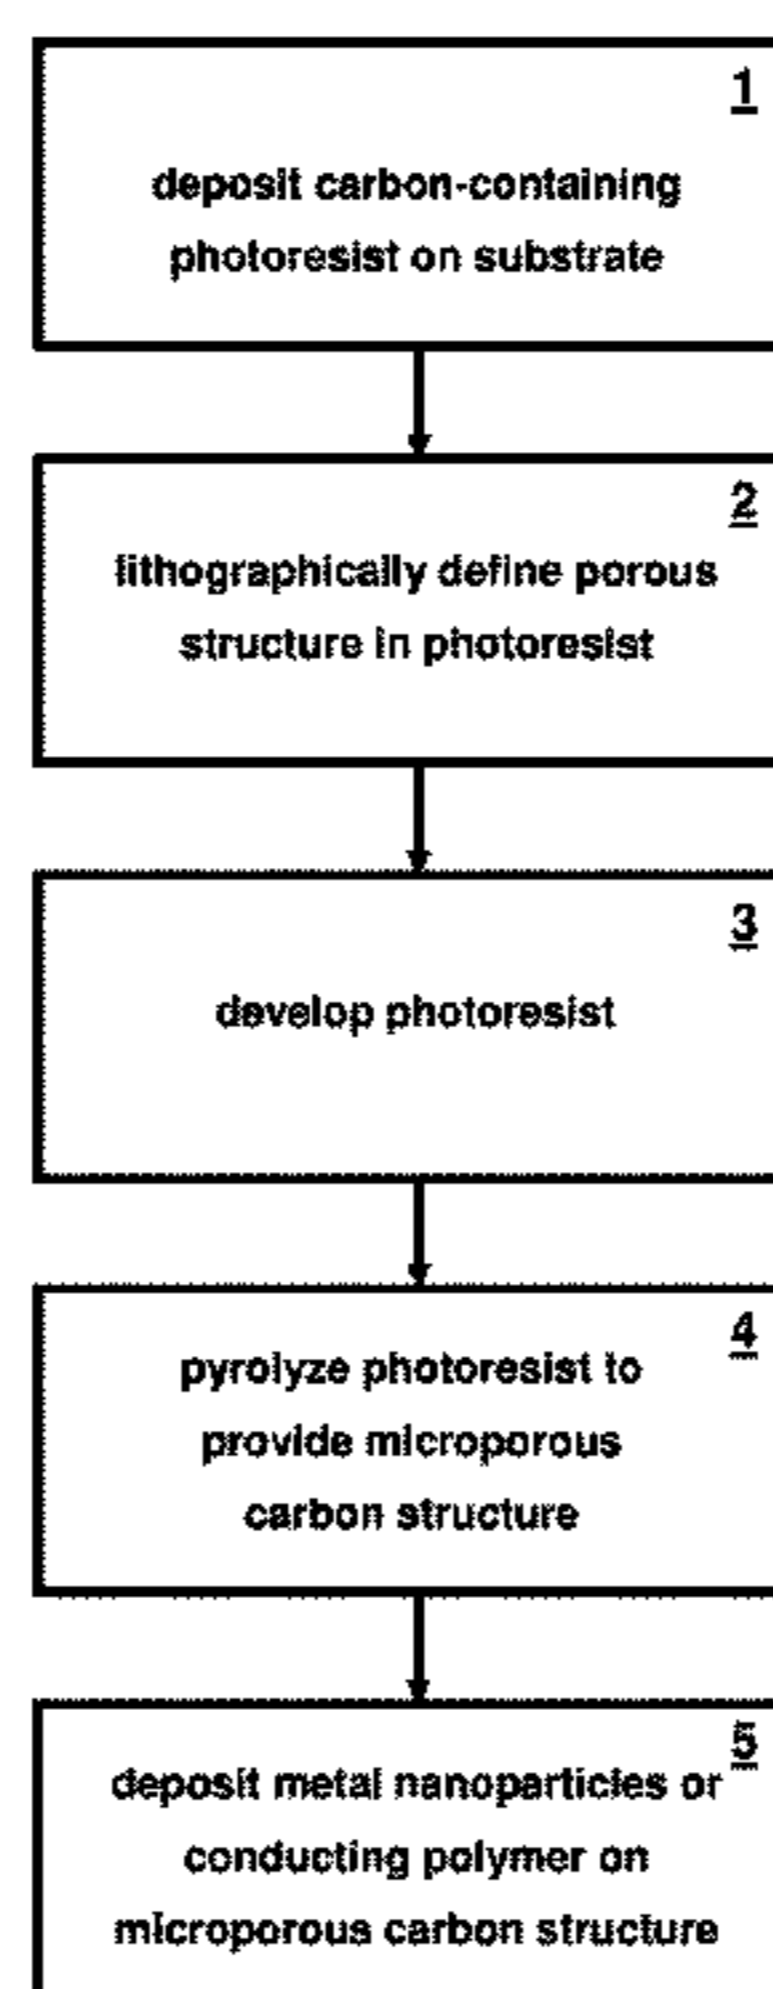 1
deposit carbon-containing
photoresist on substrate
2
lithographically define porous
structure in photoresist
3
develop photoresist
4
pyrolyze photoresist to
provide microporous
carbon structure
5
deposit metal nanoparticles or
conducting polymer on
microporous carbon structure